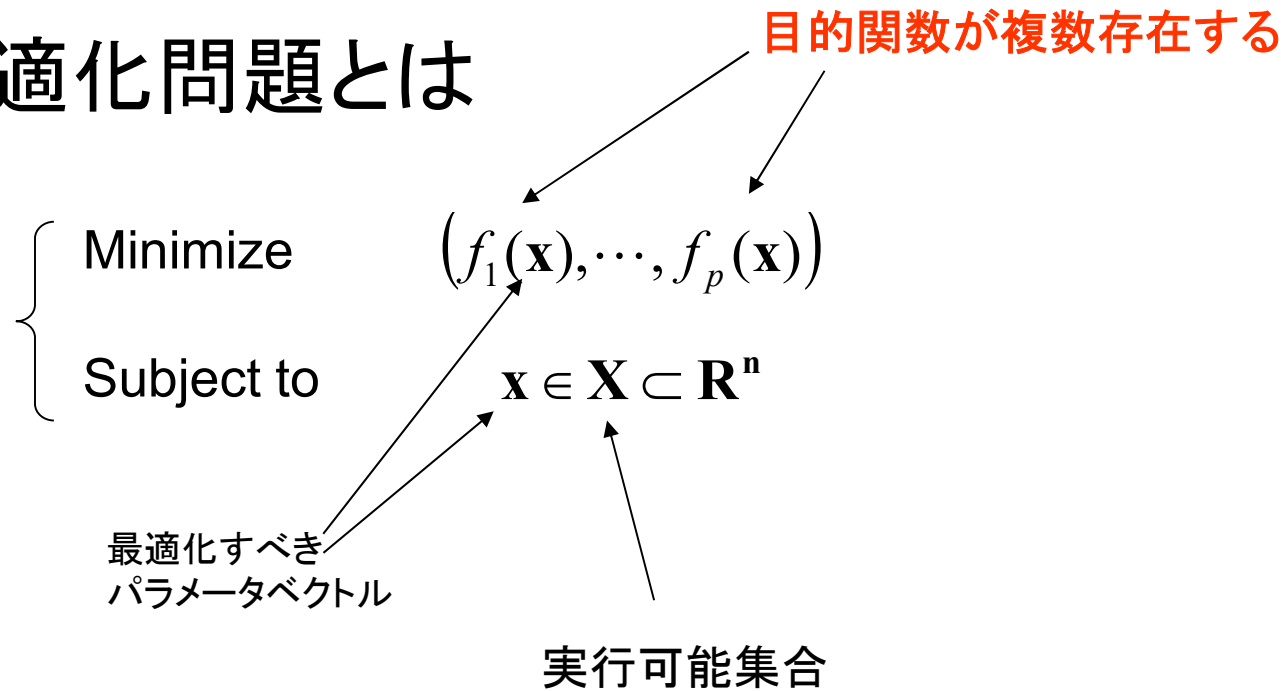 目的関数が複数存在する
適化問題とは
Minimize (f₁(𝐱),⋯,fₚ(𝐱))
Subject to 𝐱 ∈ 𝐗 ⊂ 𝐑ⁿ
最適化すべき
パラメータベクトル
実行可能集合